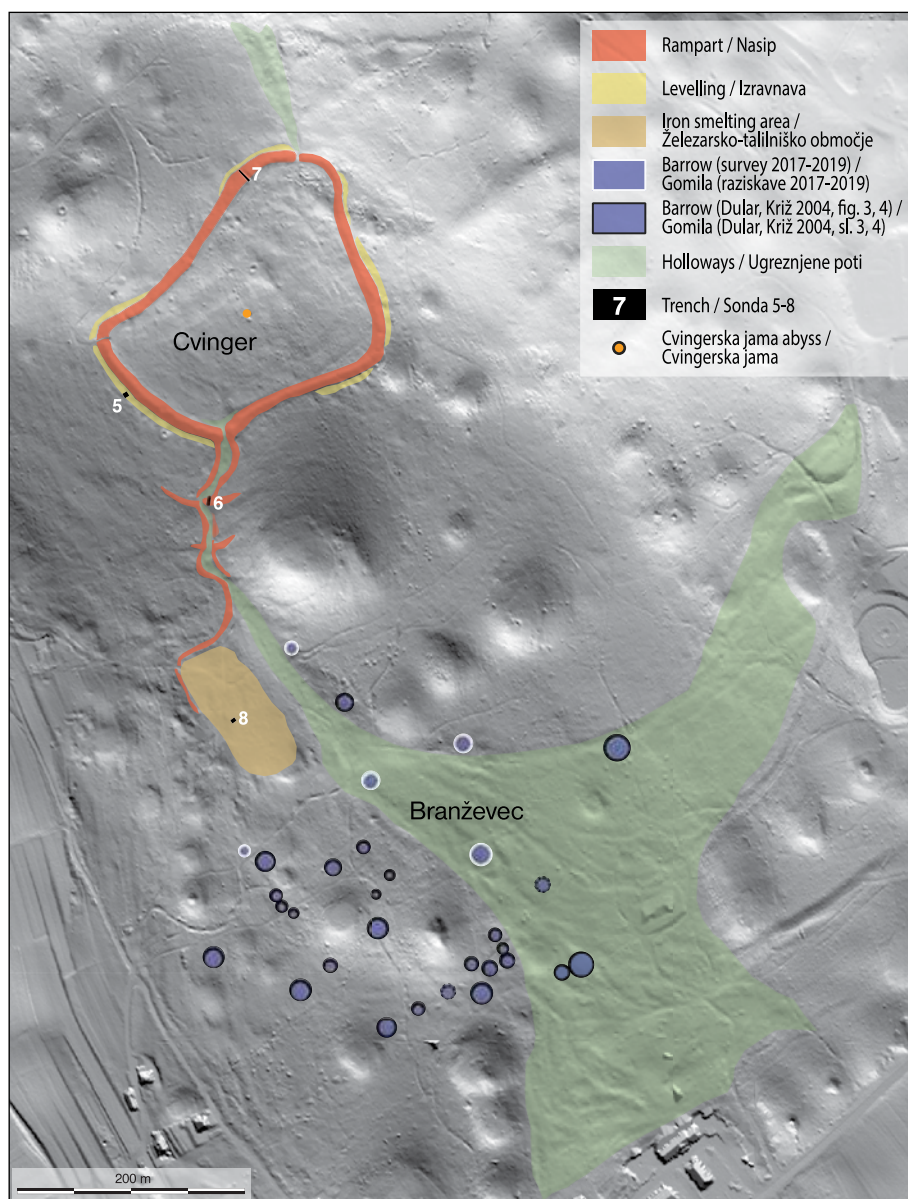 Rampart / Nasip
Levelling / Izravnava
Iron smelting area /
Železarsko-talilniško območje
Barrow (survey 2017-2019) /
Gomila (raziskave 2017-2019)
Barrow (Dular, Križ 2004, fig. 3, 4) /
Gomila (Dular, Križ 2004, sl. 3, 4)
Holloways / Ugreznjene poti
7 Trench / Sonda 5-8
Cvingerska jama abyss /
Cvingerska jama
7
Cvinger
5
6
8
Branževec
200 m